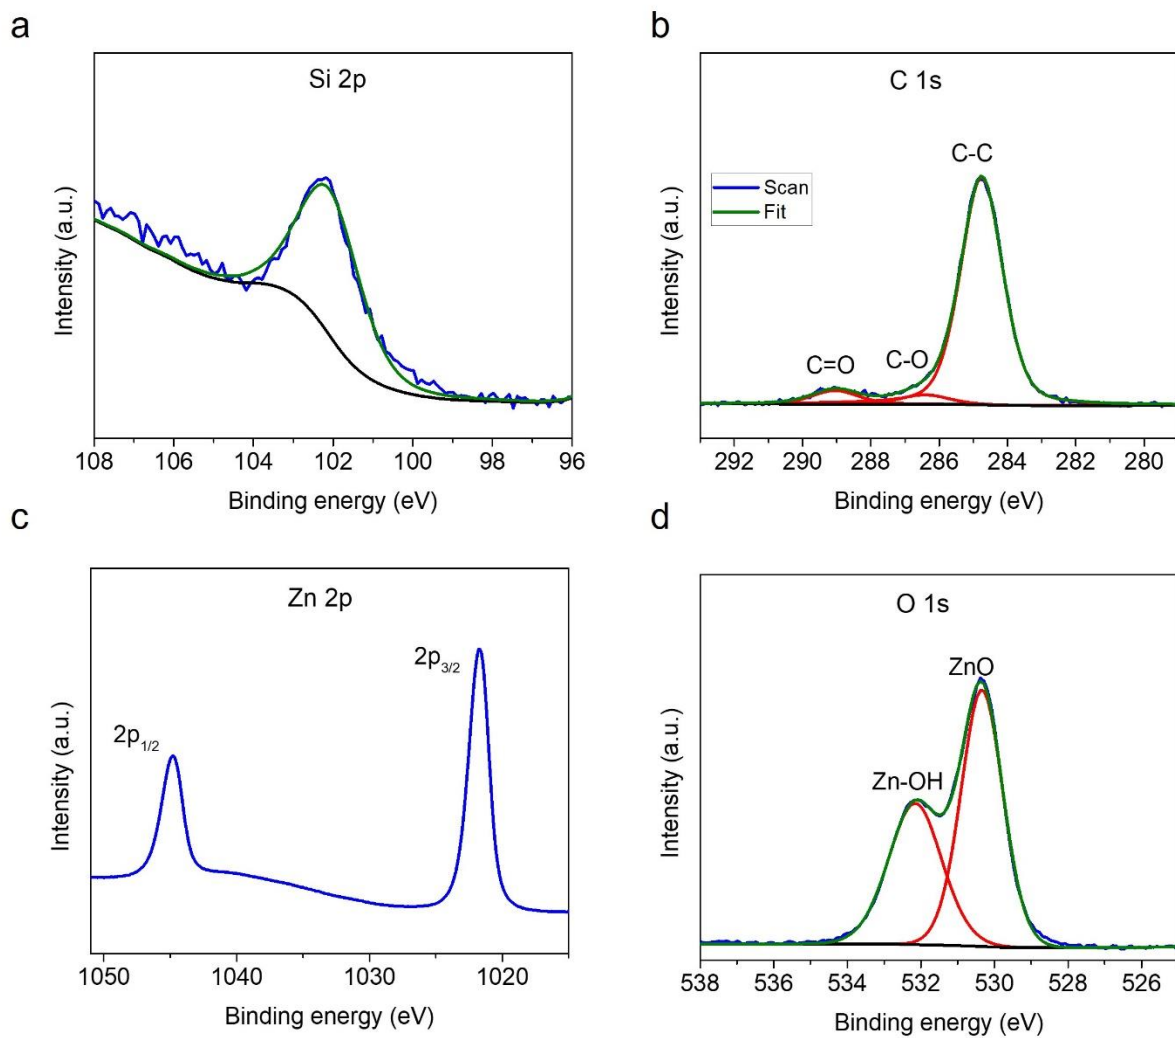 a
Si 2p
Intensity (a.u.)
108 106 104 102 100 98 96
Binding energy (eV)
b
C 1s
C-C
Scan
Fit
C=O
C-O
Intensity (a.u.)
292 290 288 286 284 282 280
Binding energy (eV)
c
Zn 2p
2p3/2
2p1/2
Intensity (a.u.)
1050 1040 1030 1020
Binding energy (eV)
d
O 1s
ZnO
Zn-OH
Intensity (a.u.)
538 536 534 532 530 528 526
Binding energy (eV)